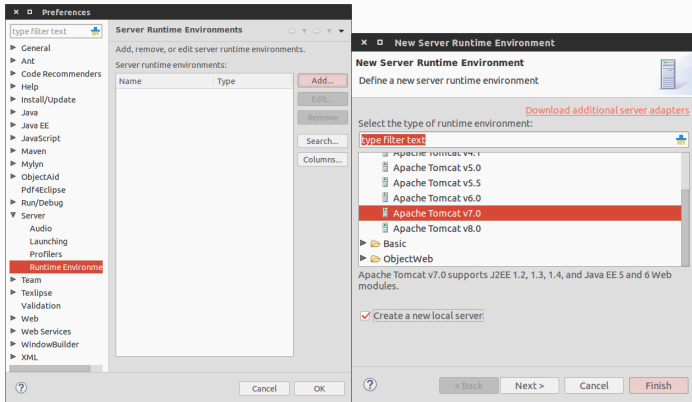 Preferences
type filter text
General
Ant
Code Recommenders
Help
Install/Update
Java
Java EE
JavaScript
Maven
Mylyn
ObjectAid
Pdf4Eclipse
Run/Debug
Server
Audio
Launching
Profilers
Runtime Environme
Team
Texlipse
Validation
Web
Web Services
WindowBuilder
XML
Server Runtime Environments
Add, remove, or edit server runtime environments.
Server runtime environments:
Name Type
Add...
Edit...
Remove
Search...
Columns...
Cancel OK
New Server Runtime Environment
New Server Runtime Environment
Define a new server runtime environment
Download additional server adapters
Select the type of runtime environment:
type filter text
Apache Tomcat v4.1
Apache Tomcat v5.0
Apache Tomcat v5.5
Apache Tomcat v6.0
Apache Tomcat v7.0
Apache Tomcat v8.0
Basic
ObjectWeb
Apache Tomcat v7.0 supports J2EE 1.2, 1.3, 1.4, and Java EE 5 and 6 Web
modules.
Create a new local server
< Back Next > Cancel Finish